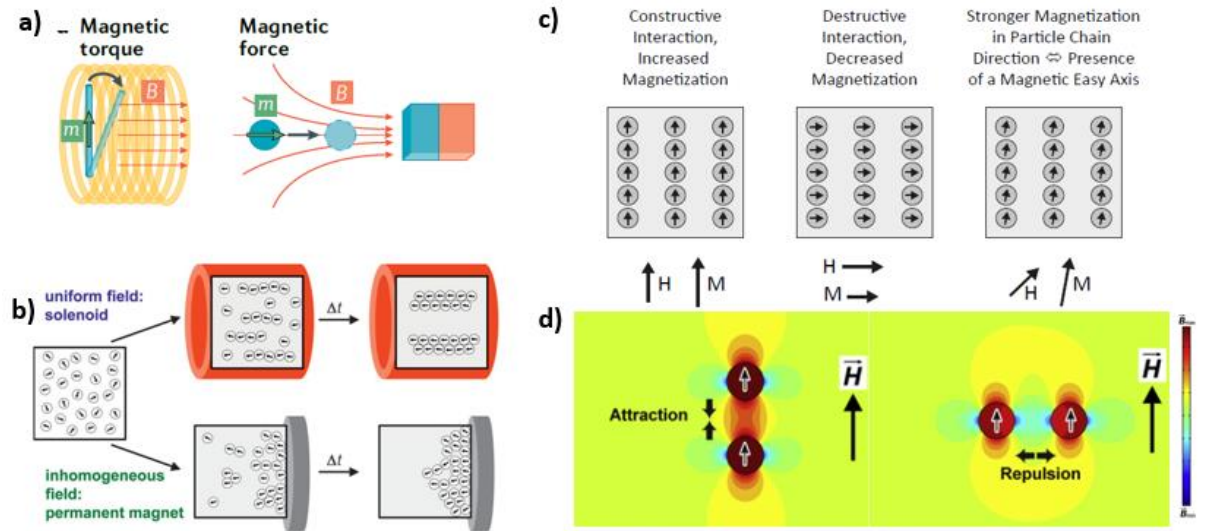 a)
Magnetic
torque
B
m
Magnetic
force
m
B
b)
uniform field:
solenoid
Δt
inhomogeneous
field:
permanent magnet
Δt
c)
Constructive
Interaction,
Increased
Magnetization
Destructive
Interaction,
Decreased
Magnetization
Stronger Magnetization
in Particle Chain
Direction ⇔ Presence
of a Magnetic Easy Axis
H
M
H
M
H
M
d)
Attraction
H
Repulsion
H